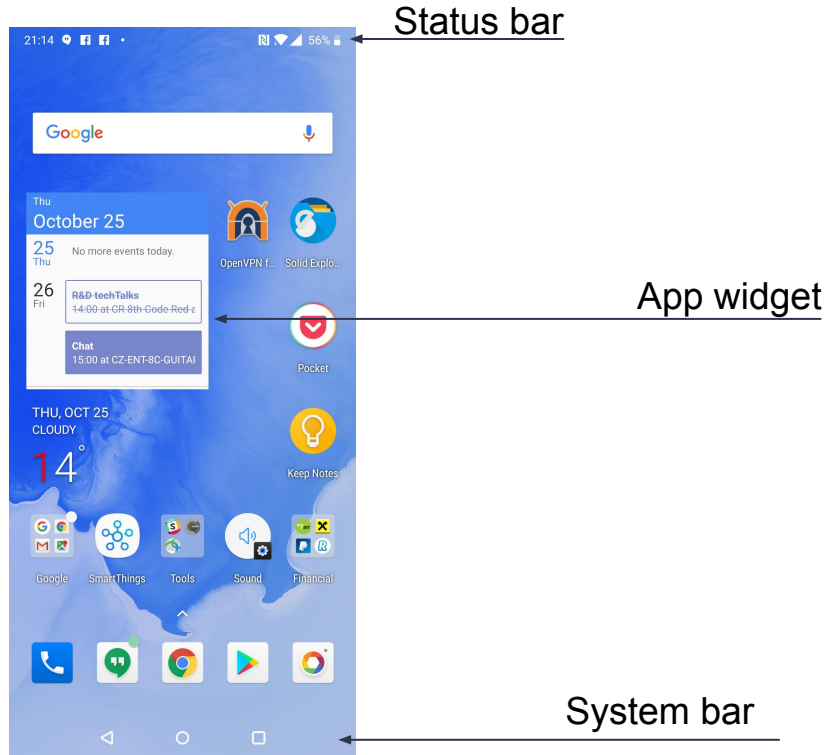 Status bar
21:14 56%
Google
Thu
October 25
25
Thu
No more events today.
26
Fri
R&D techTalks
14:00 at CR 8th Code Red a
Chat
15:00 at CZ-ENT-8C-GUITAI
OpenVPN f... Solid Explo...
App widget
Pocket
THU, OCT 25
CLOUDY
14°
Keep Notes
Google SmartThings Tools Sound Financial
System bar